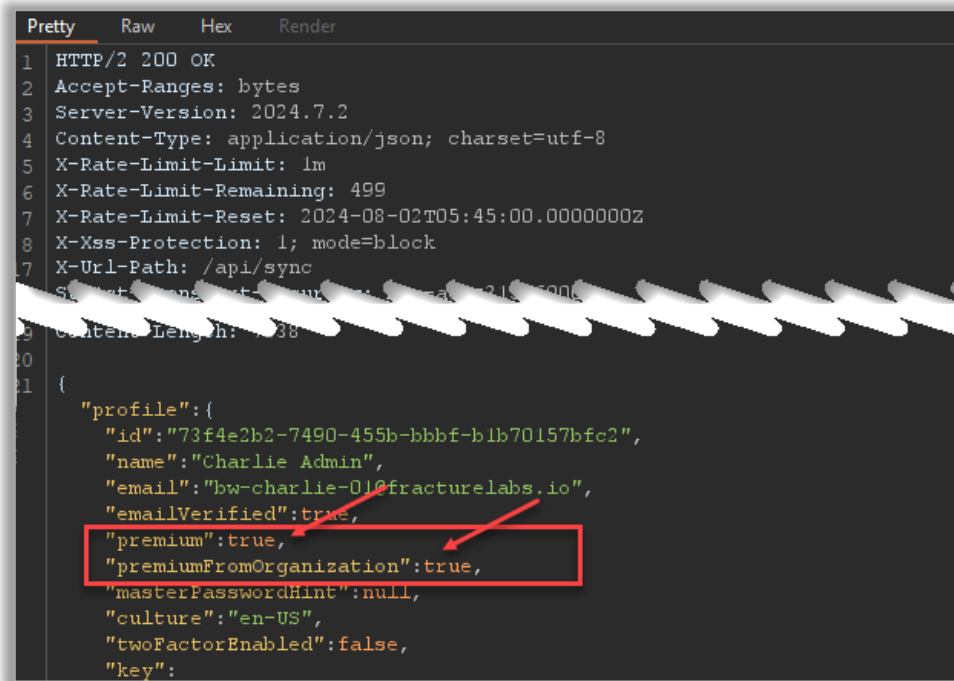 Pretty Raw Hex Render
1 HTTP/2 200 OK
2 Accept-Ranges: bytes
3 Server-Version: 2024.7.2
4 Content-Type: application/json; charset=utf-8
5 X-Rate-Limit-Limit: 1m
6 X-Rate-Limit-Remaining: 499
7 X-Rate-Limit-Reset: 2024-08-02T05:45:00.0000000Z
8 X-Xss-Protection: 1; mode=block
17 X-Url-Path: /api/sync
19 Content-Length:
20
21 {
"profile":{
"id":"73f4e2b2-7490-455b-bbbf-b1b70157bfc2",
"name":"Charlie Admin",
"email":"bw-charlie-01@fracturelabs.io",
"emailVerified":true,
"premium":true,
"premiumFromOrganization":true,
"masterPasswordHint":null,
"culture":"en-US",
"twoFactorEnabled":false,
"key":